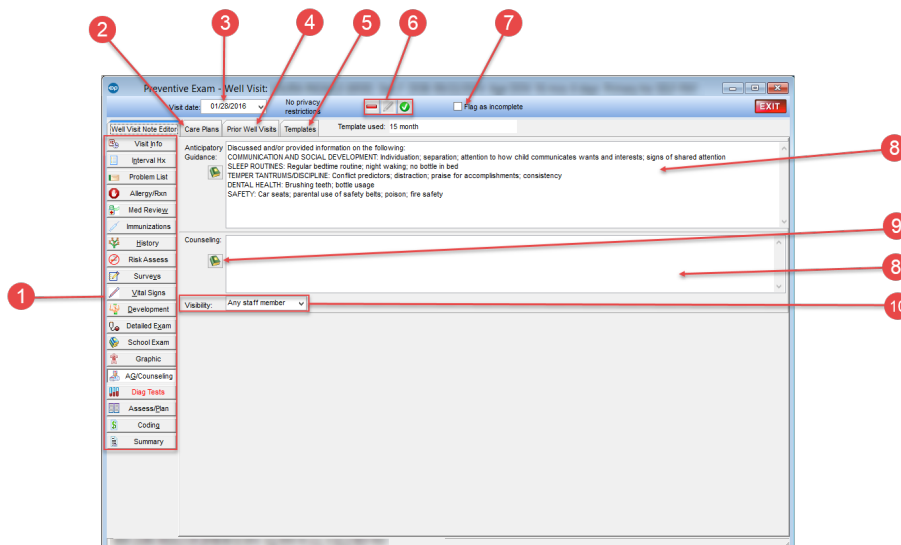 2
3
4
5
6
7
Preventive Exam - Well Visit:
Visit date: 01/28/2016
No privacy
restrictions
Flag as incomplete
EXIT
Well Visit Note Editor
Care Plans
Prior Well Visits
Templates
Template used: 15 month
Visit Info
Interval Hx
Problem List
Allergy/Rxn
Med Review
Immunizations
History
Risk Assess
Surveys
Vital Signs
Development
Detailed Exam
School Exam
Graphic
AG/Counseling
Diag Tests
Assess/Plan
Coding
Summary
1
Anticipatory
Guidance:
Discussed and/or provided information on the following:
COMMUNICATION AND SOCIAL DEVELOPMENT: Individuation; separation; attention to how child communicates wants and interests; signs of shared attention
SLEEP ROUTINES: Regular bedtime routine; night waking; no bottle in bed
TEMPER TANTRUMS/DISCIPLINE: Conflict predictors; distraction; praise for accomplishments; consistency
DENTAL HEALTH: Brushing teeth; bottle usage
SAFETY: Car seats; parental use of safety belts; poison; fire safety
8
Counseling:
9
8
Visibility: Any staff member
10